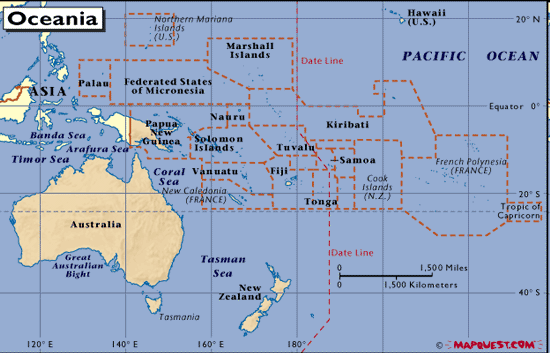 Oceania
Northern Mariana
Islands
(U.S.)
Hawaii
(U.S.)
20° N
Marshall
Islands
Date Line
PACIFIC OCEAN
ASIA
Palau
Federated States
of Micronesia
Equator 0°
Nauru
Kiribati
Banda Sea
Papua
New
Guinea
Solomon
Islands
Arafura Sea
Tuvalu
Timor Sea
Samoa
French Polynesia
(FRANCE)
Coral
Sea
Vanuatu
Fiji
Cook
Islands
(N.Z.)
New Caledonia
(FRANCE)
20° S
Tonga
Tropic of
Capricorn
Australia
Date Line
Great
Australian
Bight
Tasman
Sea
0
1,500 Miles
0
1,500 Kilometers
New
Zealand
40° S
Tasmania
120° E
140° E
160° E
180°
© MAPQUEST.COM